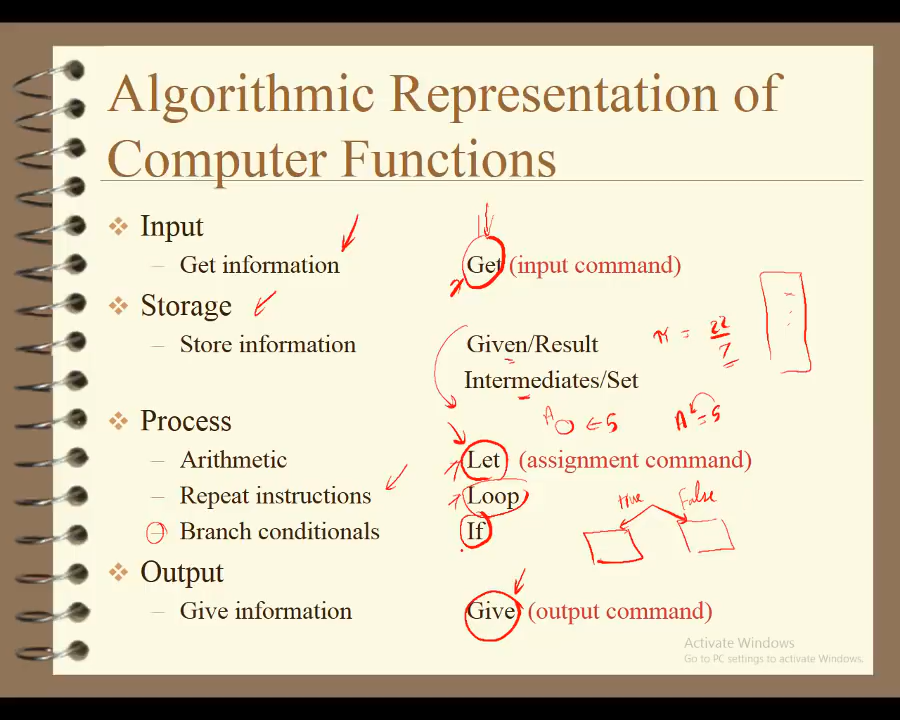 Algorithmic Representation of
Computer Functions
Input
– Get information Get (input command)
Storage
– Store information Given/Result π = 22/7
Intermediates/Set
Process A ← 5 A = 5
– Arithmetic Let (assignment command)
– Repeat instructions Loop True False
– Branch conditionals If
Output
– Give information Give (output command)
Activate Windows
Go to PC settings to activate Windows.